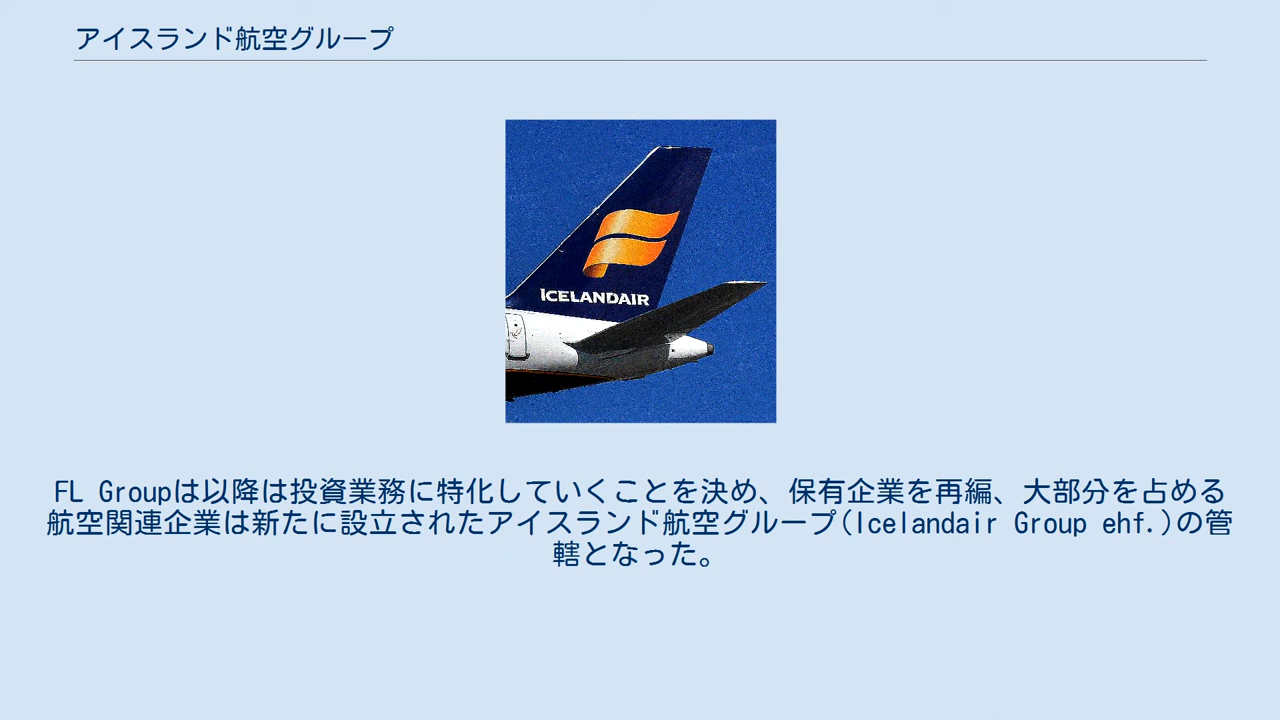 アイスランド航空グループ
ICELANDAIR
FL Groupは以降は投資業務に特化していくことを決め、保有企業を再編、大部分を占める
航空関連企業は新たに設立されたアイスランド航空グループ(Icelandair Group ehf.)の管
轄となった。